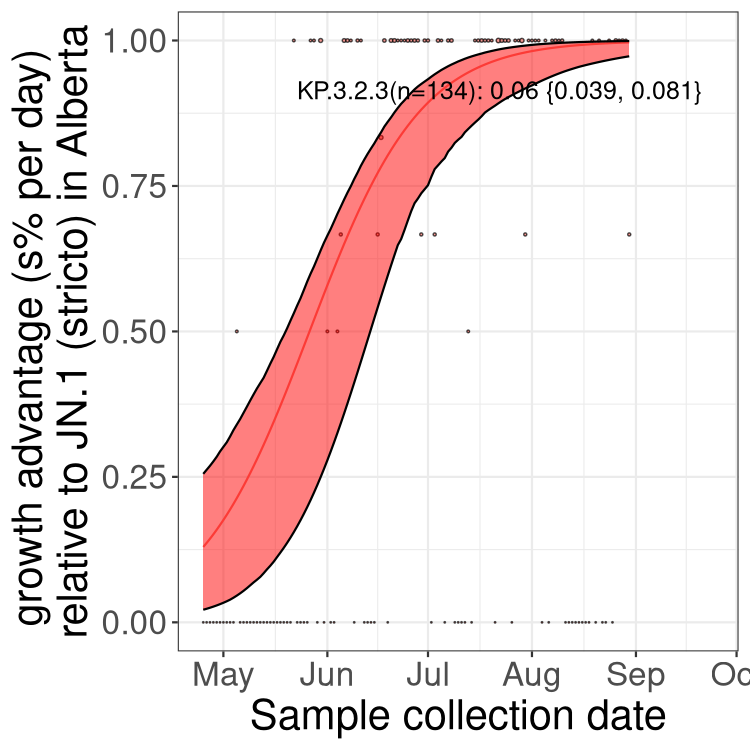 growth advantage (s% per day)
relative to JN.1 (stricto) in Alberta
1.00
0.75
0.50
0.25
0.00
KP.3.2.3(n=134): 0.06 {0.039, 0.081}
May Jun Jul Aug Sep Oc
Sample collection date